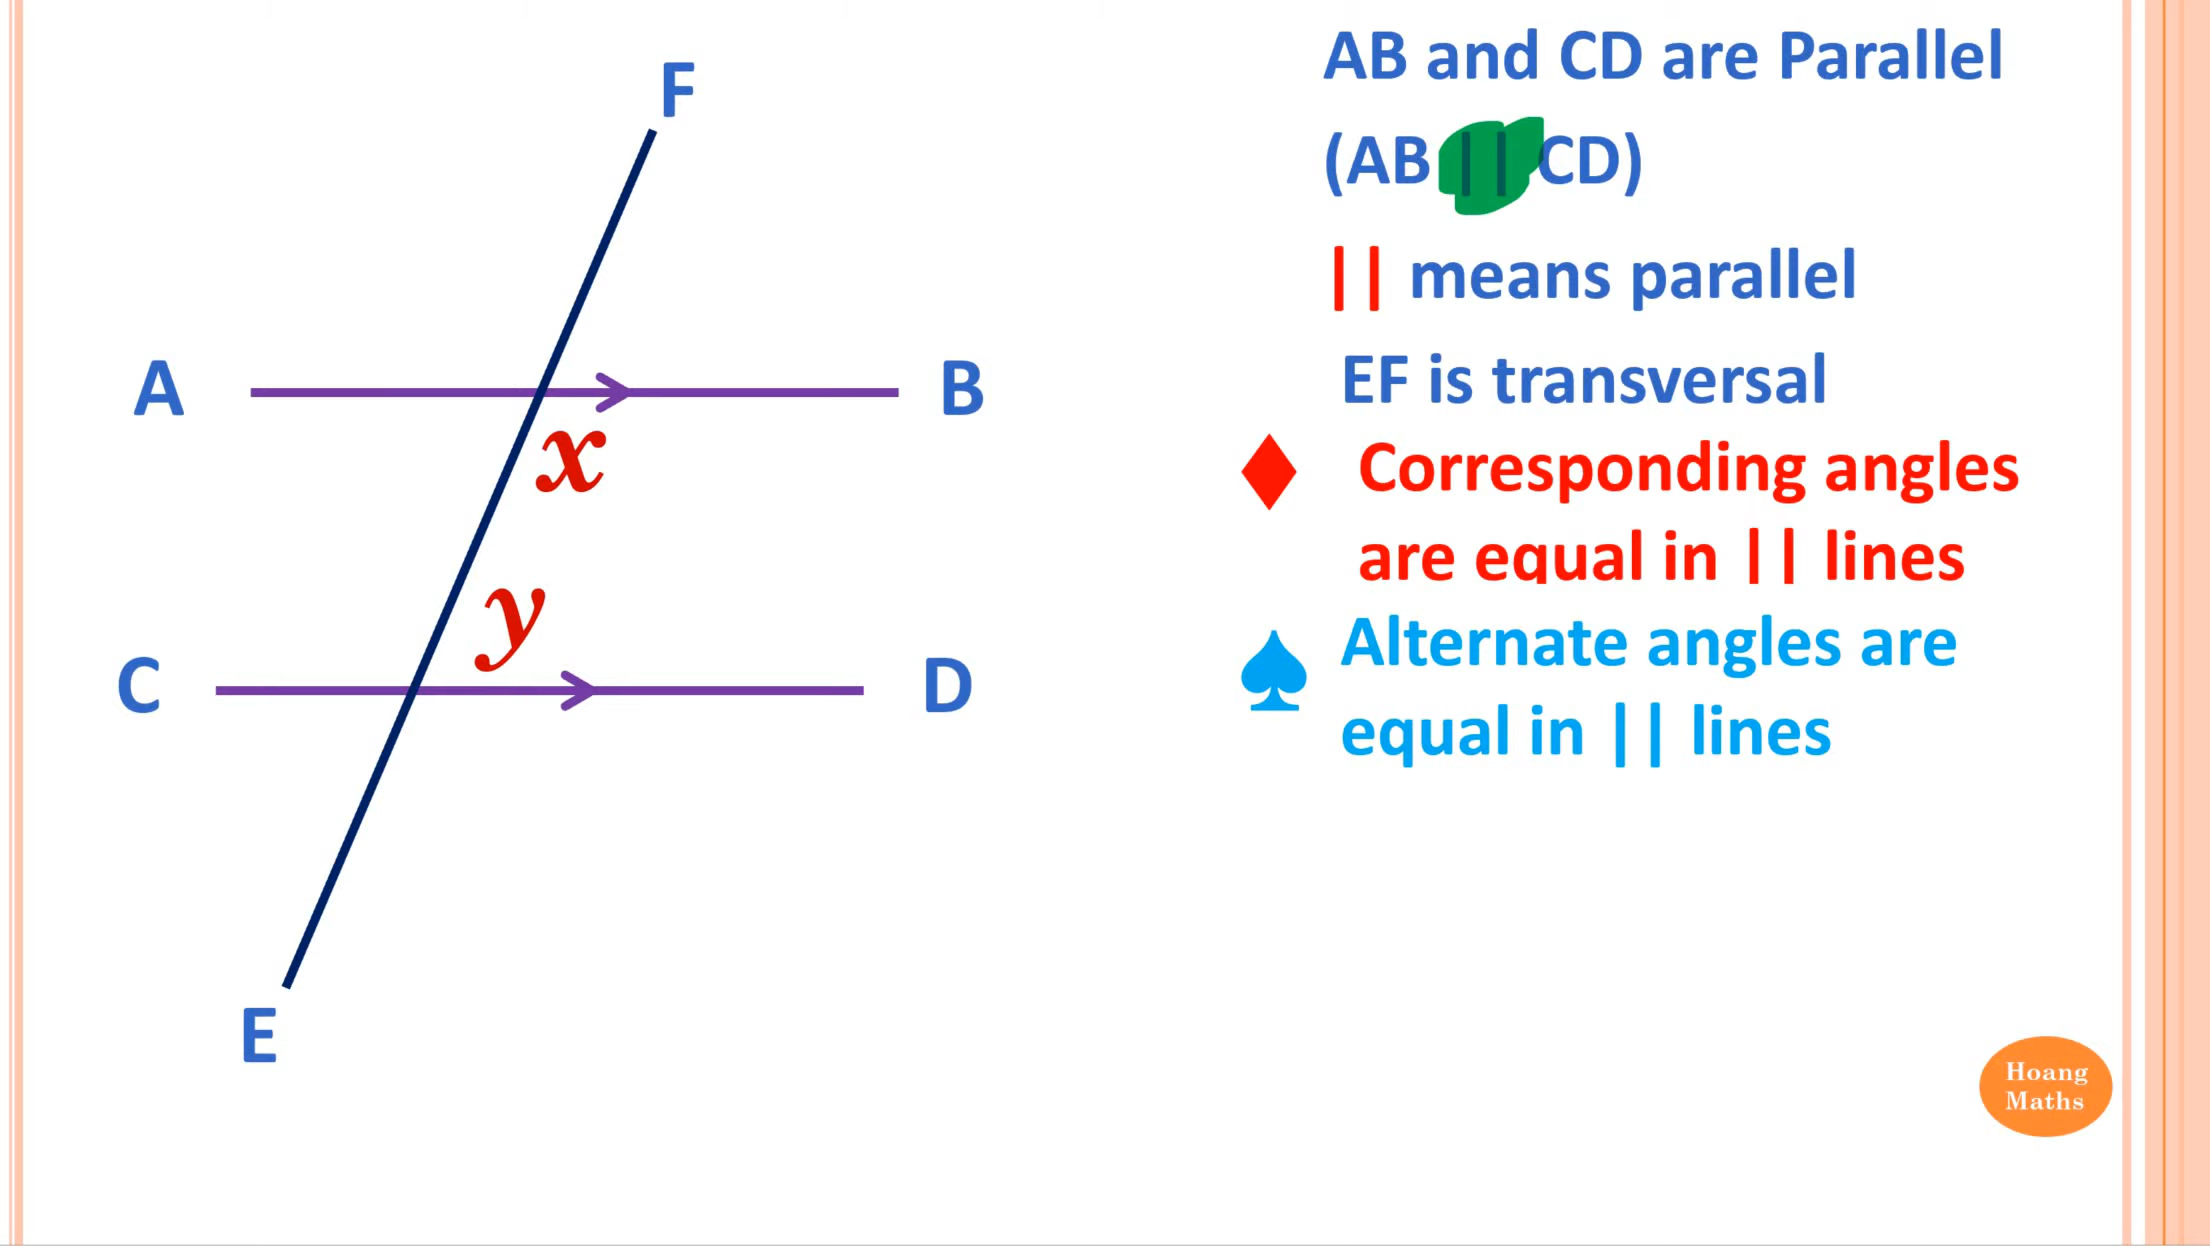 F
AB and CD are Parallel
(AB || CD)
|| means parallel
EF is transversal
A
B
x
Corresponding angles
are equal in || lines
y
Alternate angles are
equal in || lines
C
D
E
Hoang
Maths